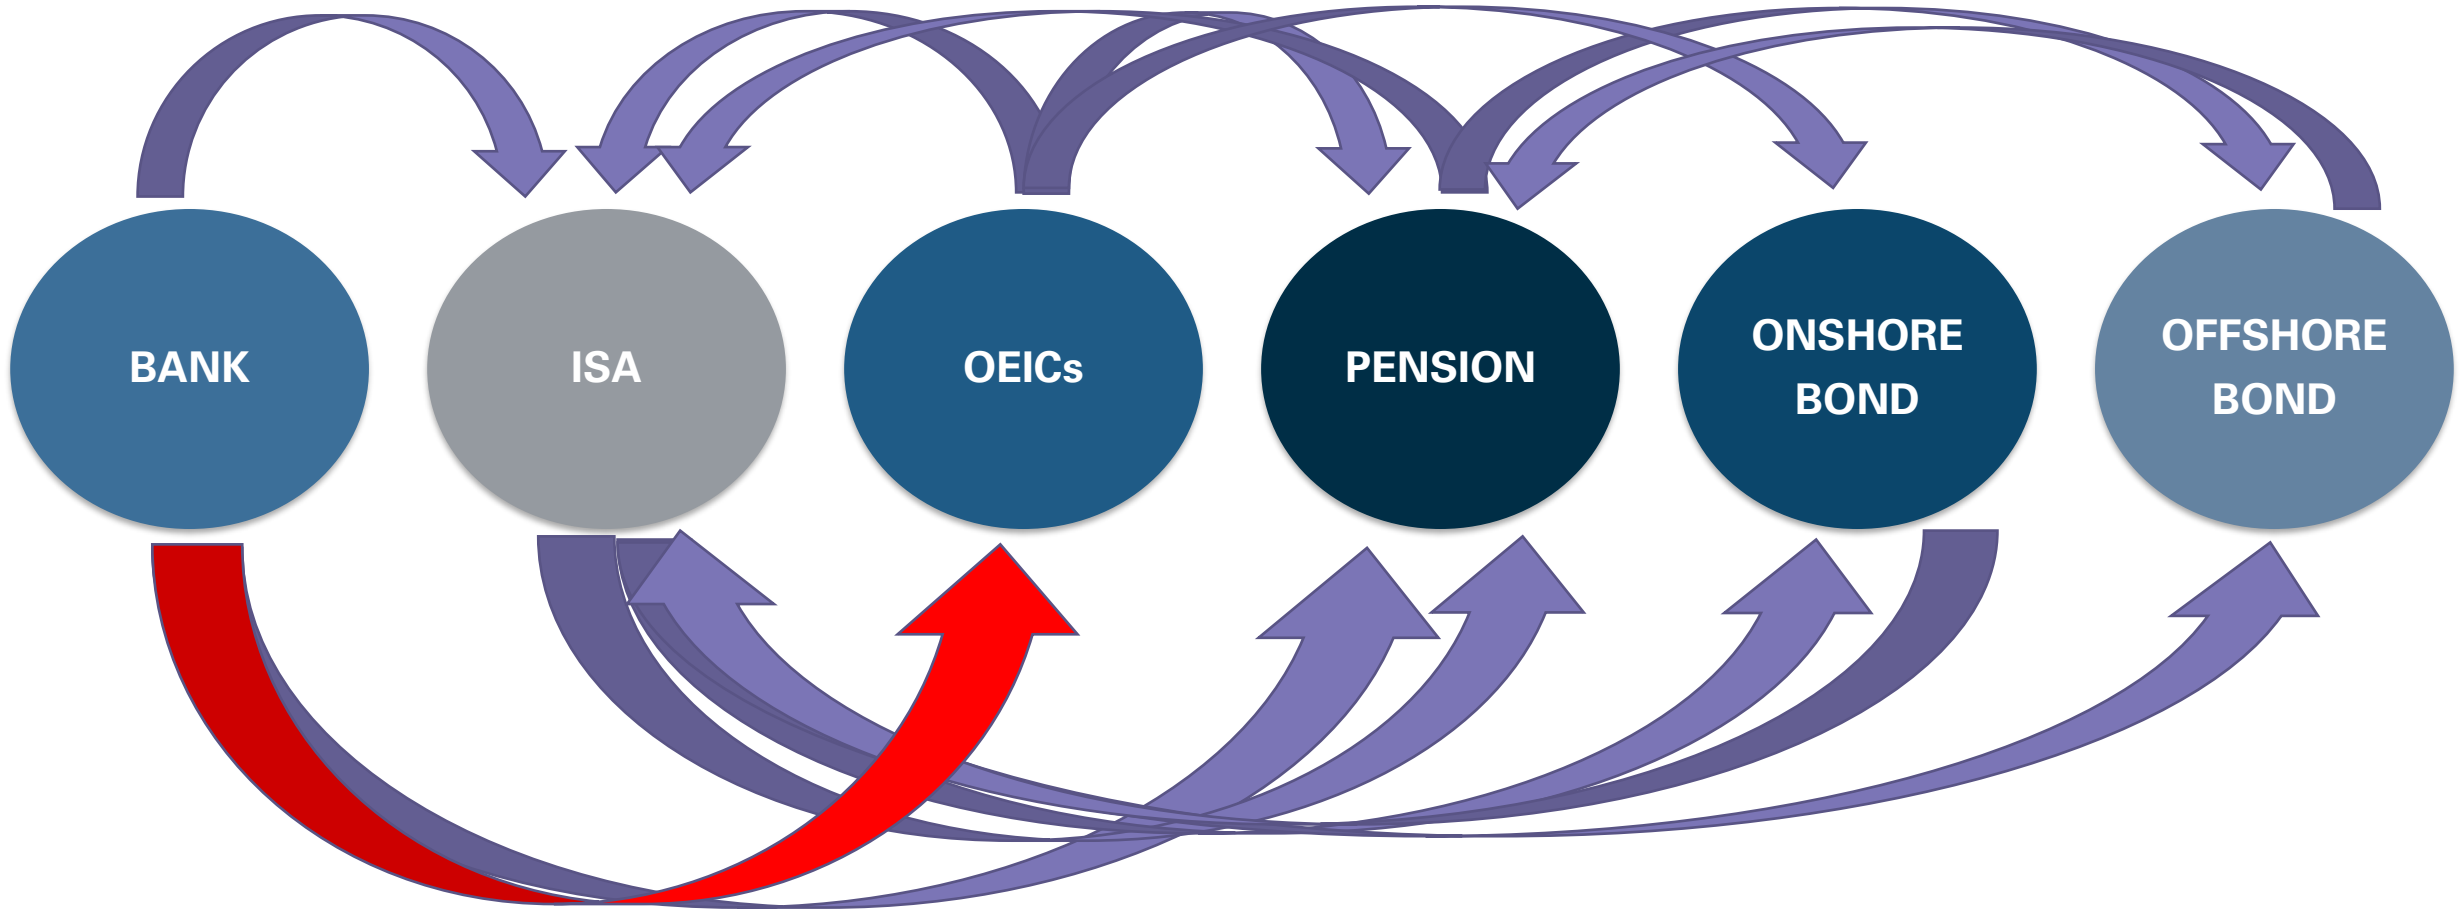 BANK
ISA
OEICs
PENSION
ONSHORE
BOND
OFFSHORE
BOND